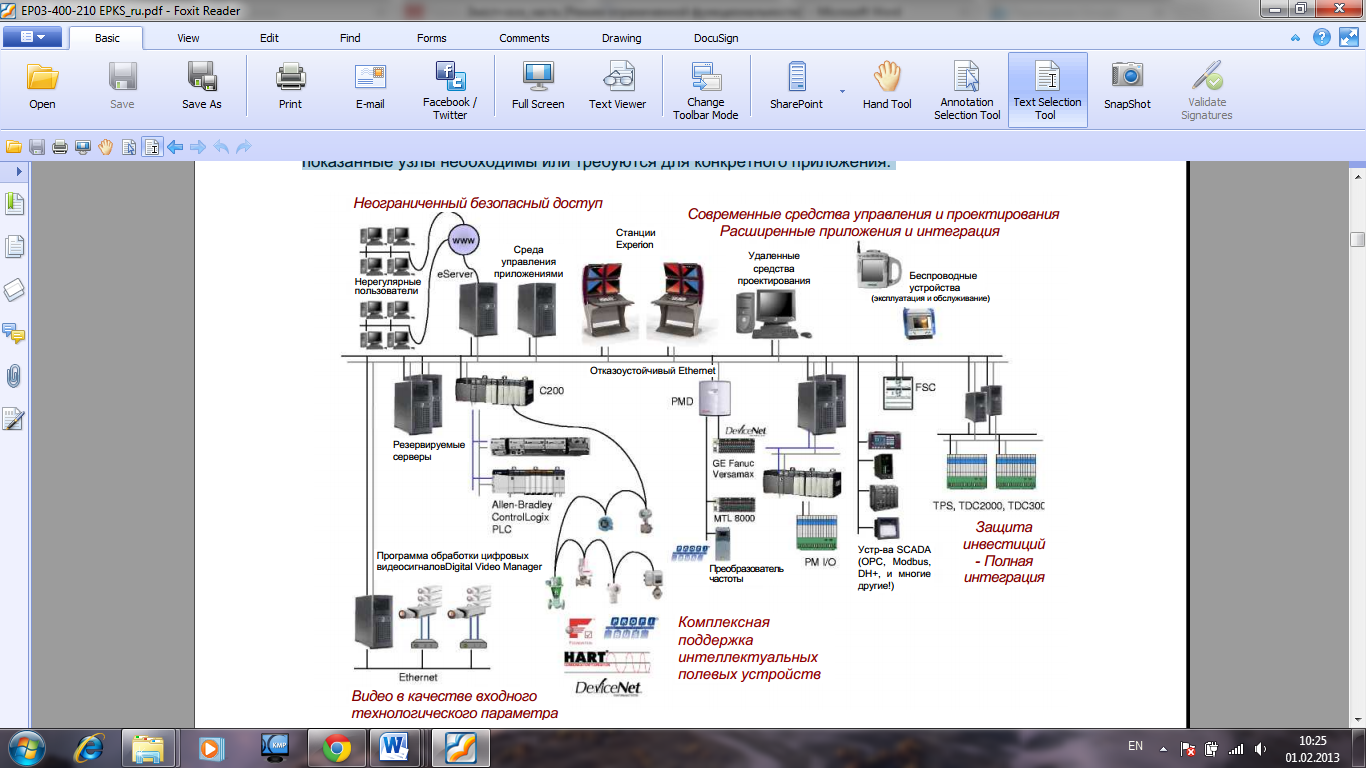 EP03-400-210 EPKS_ru.pdf - Foxit Reader
Basic
View
Edit
Find
Forms
Comments
Drawing
DocuSign
Open
Save
Save As
Print
E-mail
Facebook /
Twitter
Full Screen
Text Viewer
Change
Toolbar Mode
SharePoint
Hand Tool
Annotation
Selection Tool
Text Selection
Tool
SnapShot
Validate
Signatures
показанные узлы необходимы или требуются для конкретного приложения.
Неограниченный безопасный доступ
Современные средства управления и проектирования
Расширенные приложения и интеграция
www
eServer
Нерегулярные
пользователи
Среда
управления
приложениями
Станции
Experion
Удаленные
средства
проектирования
Беспроводные
устройства
(эксплуатация и обслуживание)
Отказоустойчивый Ethernet
C200
PMD
FSC
Резервируемые
серверы
DeviceNet
GE Fanuc
Versamax
Allen-Bradley
ControlLogix
PLC
MTL 8000
TPS, TDC2000, TDC300
Защита
инвестиций
- Полная
интеграция
Программа обработки цифровых
видеосигналовDigital Video Manager
Преобразователь
частоты
PM I/O
Устр-ва SCADA
(OPC, Modbus,
DH+, и многие
другие!)
PROFI
BUS
HART
DeviceNet
Комплексная
поддержка
интеллектуальных
полевых устройств
Ethernet
Видео в качестве входного
технологического параметра
KMP
EN
10:25
01.02.2013